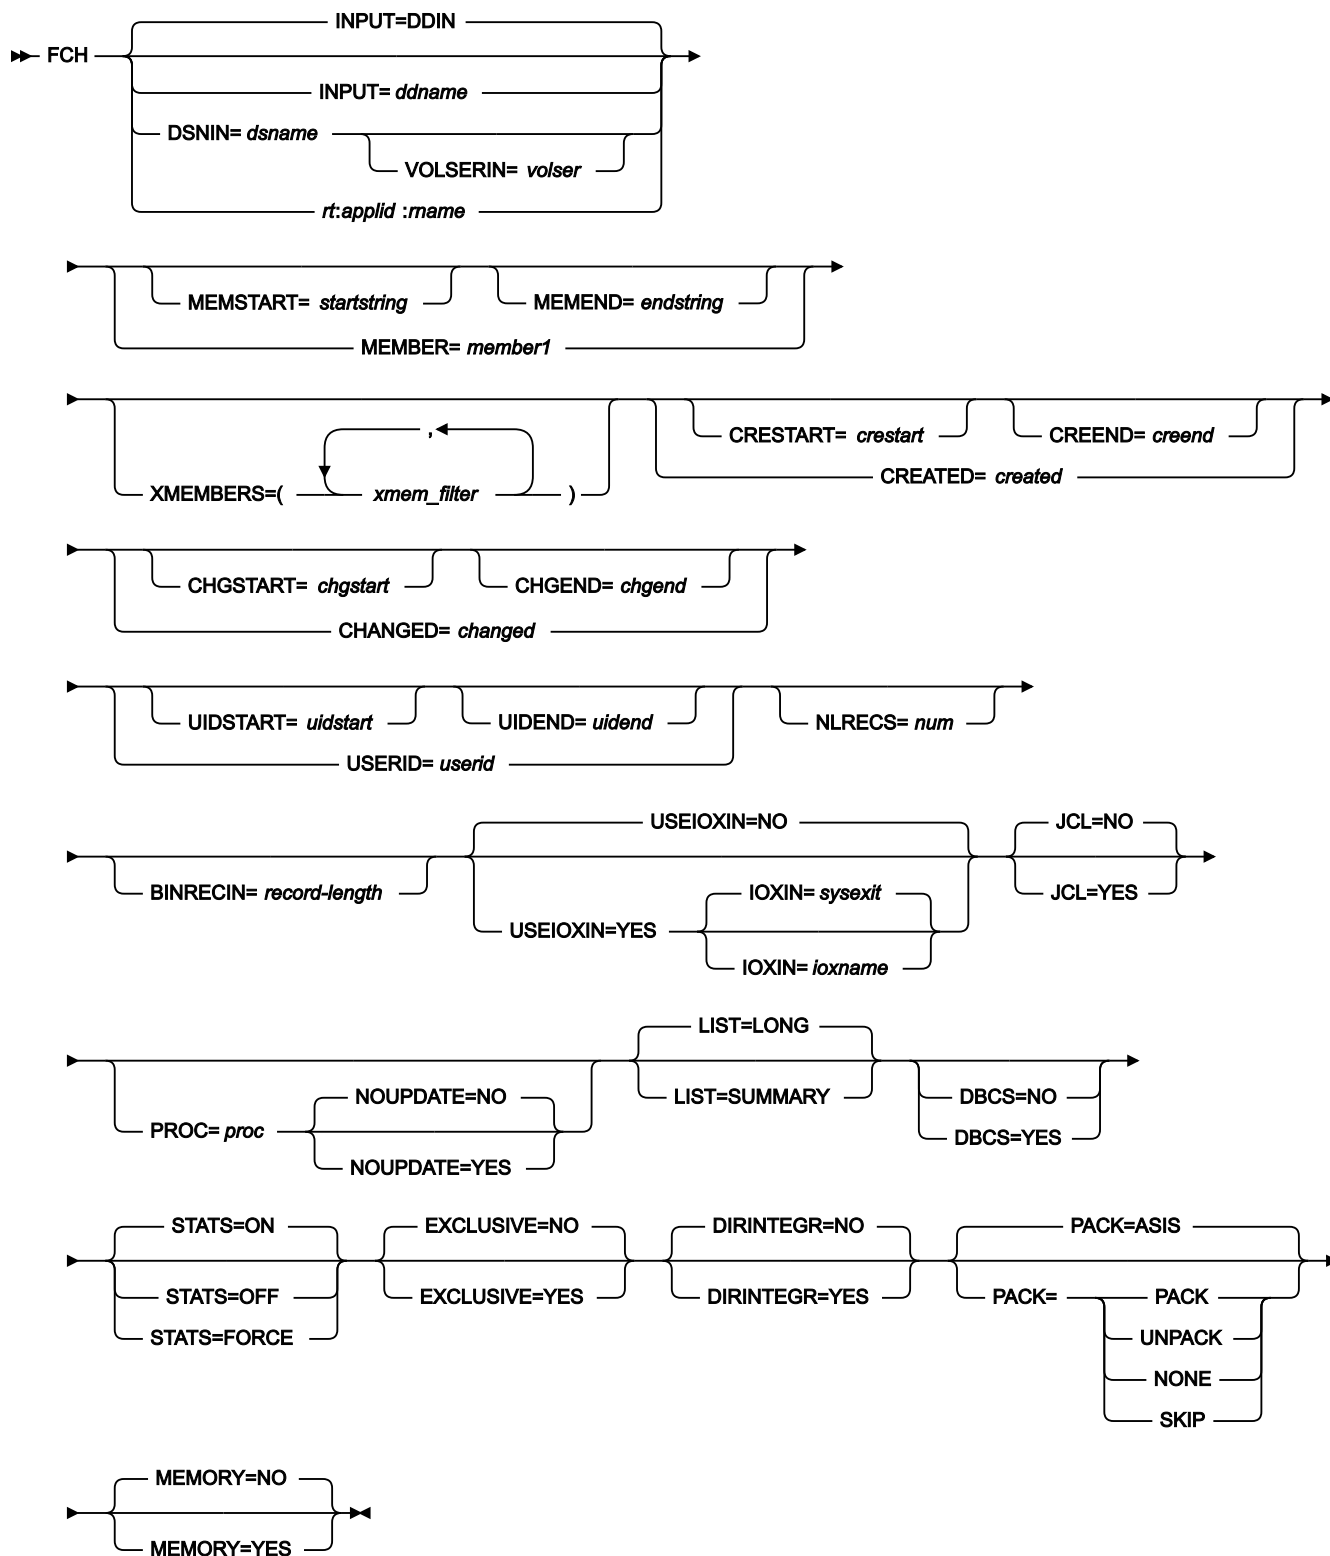 INPUT=DDIN
FCH
INPUT= ddname
DSNIN= dsname
VOLSERIN= volser
rt:applid :rname
MEMSTART= startstring
MEMEND= endstring
MEMBER= member1
,
CRESTART= crestart
CREEND= creend
CREATED= created
XMEMBERS=( xmem_filter )
CHGSTART= chgstart
CHGEND= chgend
CHANGED= changed
UIDSTART= uidstart
UIDEND= uidend
NLRECS= num
USERID= userid
USEIOXIN=NO
JCL=NO
BINRECIN= record-length
IOXIN= sysexit
JCL=YES
USEIOXIN=YES
IOXIN= ioxname
LIST=LONG
NOUPDATE=NO
LIST=SUMMARY
DBCS=NO
PROC= proc
DBCS=YES
NOUPDATE=YES
STATS=ON
EXCLUSIVE=NO
DIRINTEGR=NO
PACK=ASIS
STATS=OFF
EXCLUSIVE=YES
DIRINTEGR=YES
PACK= PACK
STATS=FORCE
UNPACK
NONE
SKIP
MEMORY=NO
MEMORY=YES